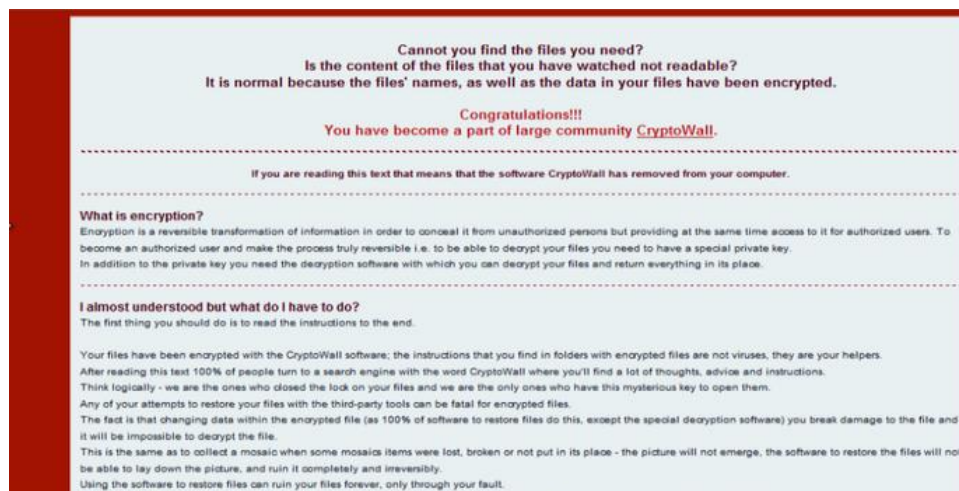 Cannot you find the files you need?
Is the content of the files that you have watched not readable?
It is normal because the files' names, as well as the data in your files have been encrypted.
Congratulations!!!
You have become a part of large community CryptoWall.
If you are reading this text that means that the software CryptoWall has removed from your computer.
What is encryption?
Encryption is a reversible transformation of information in order to conceal it from unauthorized persons but providing at the same time access to it for authorized users. To
become an authorized user and make the process truly reversible i.e. to be able to decrypt your files you need to have a special private key.
In addition to the private key you need the decryption software with which you can decrypt your files and return everything in its place.
I almost understood but what do I have to do?
The first thing you should do is to read the instructions to the end.
Your files have been encrypted with the CryptoWall software; the instructions that you find in folders with encrypted files are not viruses, they are your helpers.
After reading this text 100% of people turn to a search engine with the word CryptoWall where you'll find a lot of thoughts, advice and instructions.
Think logically - we are the ones who closed the lock on your files and we are the only ones who have this mysterious key to open them.
Any of your attempts to restore your files with the third-party tools can be fatal for encrypted files.
The fact is that changing data within the encrypted file (as 100% of software to restore files do this, except the special decryption software) you break damage to the file and
it will be impossible to decrypt the file.
This is the same as to collect a mosaic when some mosaics items were lost, broken or not put in its place - the picture will not emerge, the software to restore the files will not
be able to lay down the picture, and ruin it completely and irreversibly.
Using the software to restore files can ruin your files forever, only through your fault.